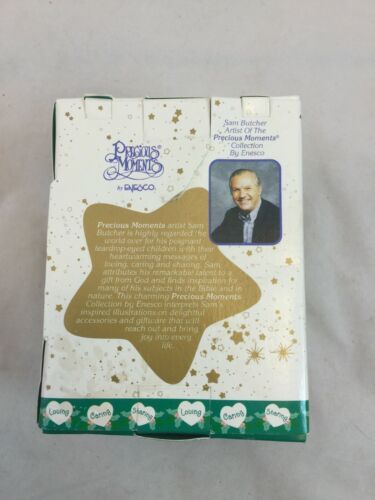 Sam Butcher
Artist Of The
Precious Moments®
Collection
By Enesco
PRECIOUS
MOMENTS
by ENESCO®
Precious Moments artist Sam
Butcher is highly regarded the
world over for his poignant
teardrop-eyed children with their
heartwarming messages of
loving, caring and sharing. Sam
attributes his remarkable talent to a
gift from God and finds inspiration for
many of his subjects in the Bible and in
nature. This charming Precious Moments
Collection by Enesco interprets Sam's
inspired illustrations on delightful
accessories and giftware that will
reach out and bring
joy into every
life.
Loving Caring Sharing Loving Caring Sharing